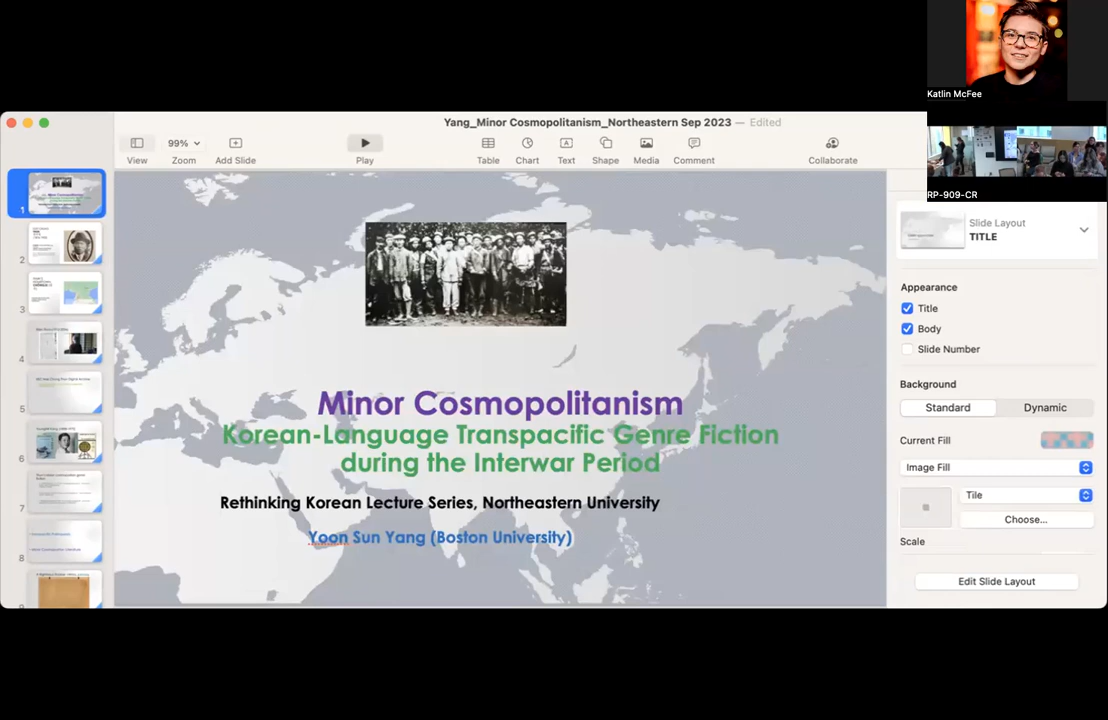 Katlin McFee
RP-909-CR
Yang_Minor Cosmopolitanism_Northeastern Sep 2023 — Edited
View
99%
Zoom
Add Slide
Play
Table
Chart
Text
Shape
Media
Comment
Collaborate
1
2
3
4
5
6
7
8
9
Minor Cosmopolitanism
Korean-Language Transpacific Genre Fiction
during the Interwar Period
Rethinking Korean Lecture Series, Northeastern University
Yoon Sun Yang (Boston University)
Slide Layout
TITLE
Appearance
Title
Body
Slide Number
Background
Standard
Dynamic
Current Fill
Image Fill
Tile
Choose...
Scale
Edit Slide Layout